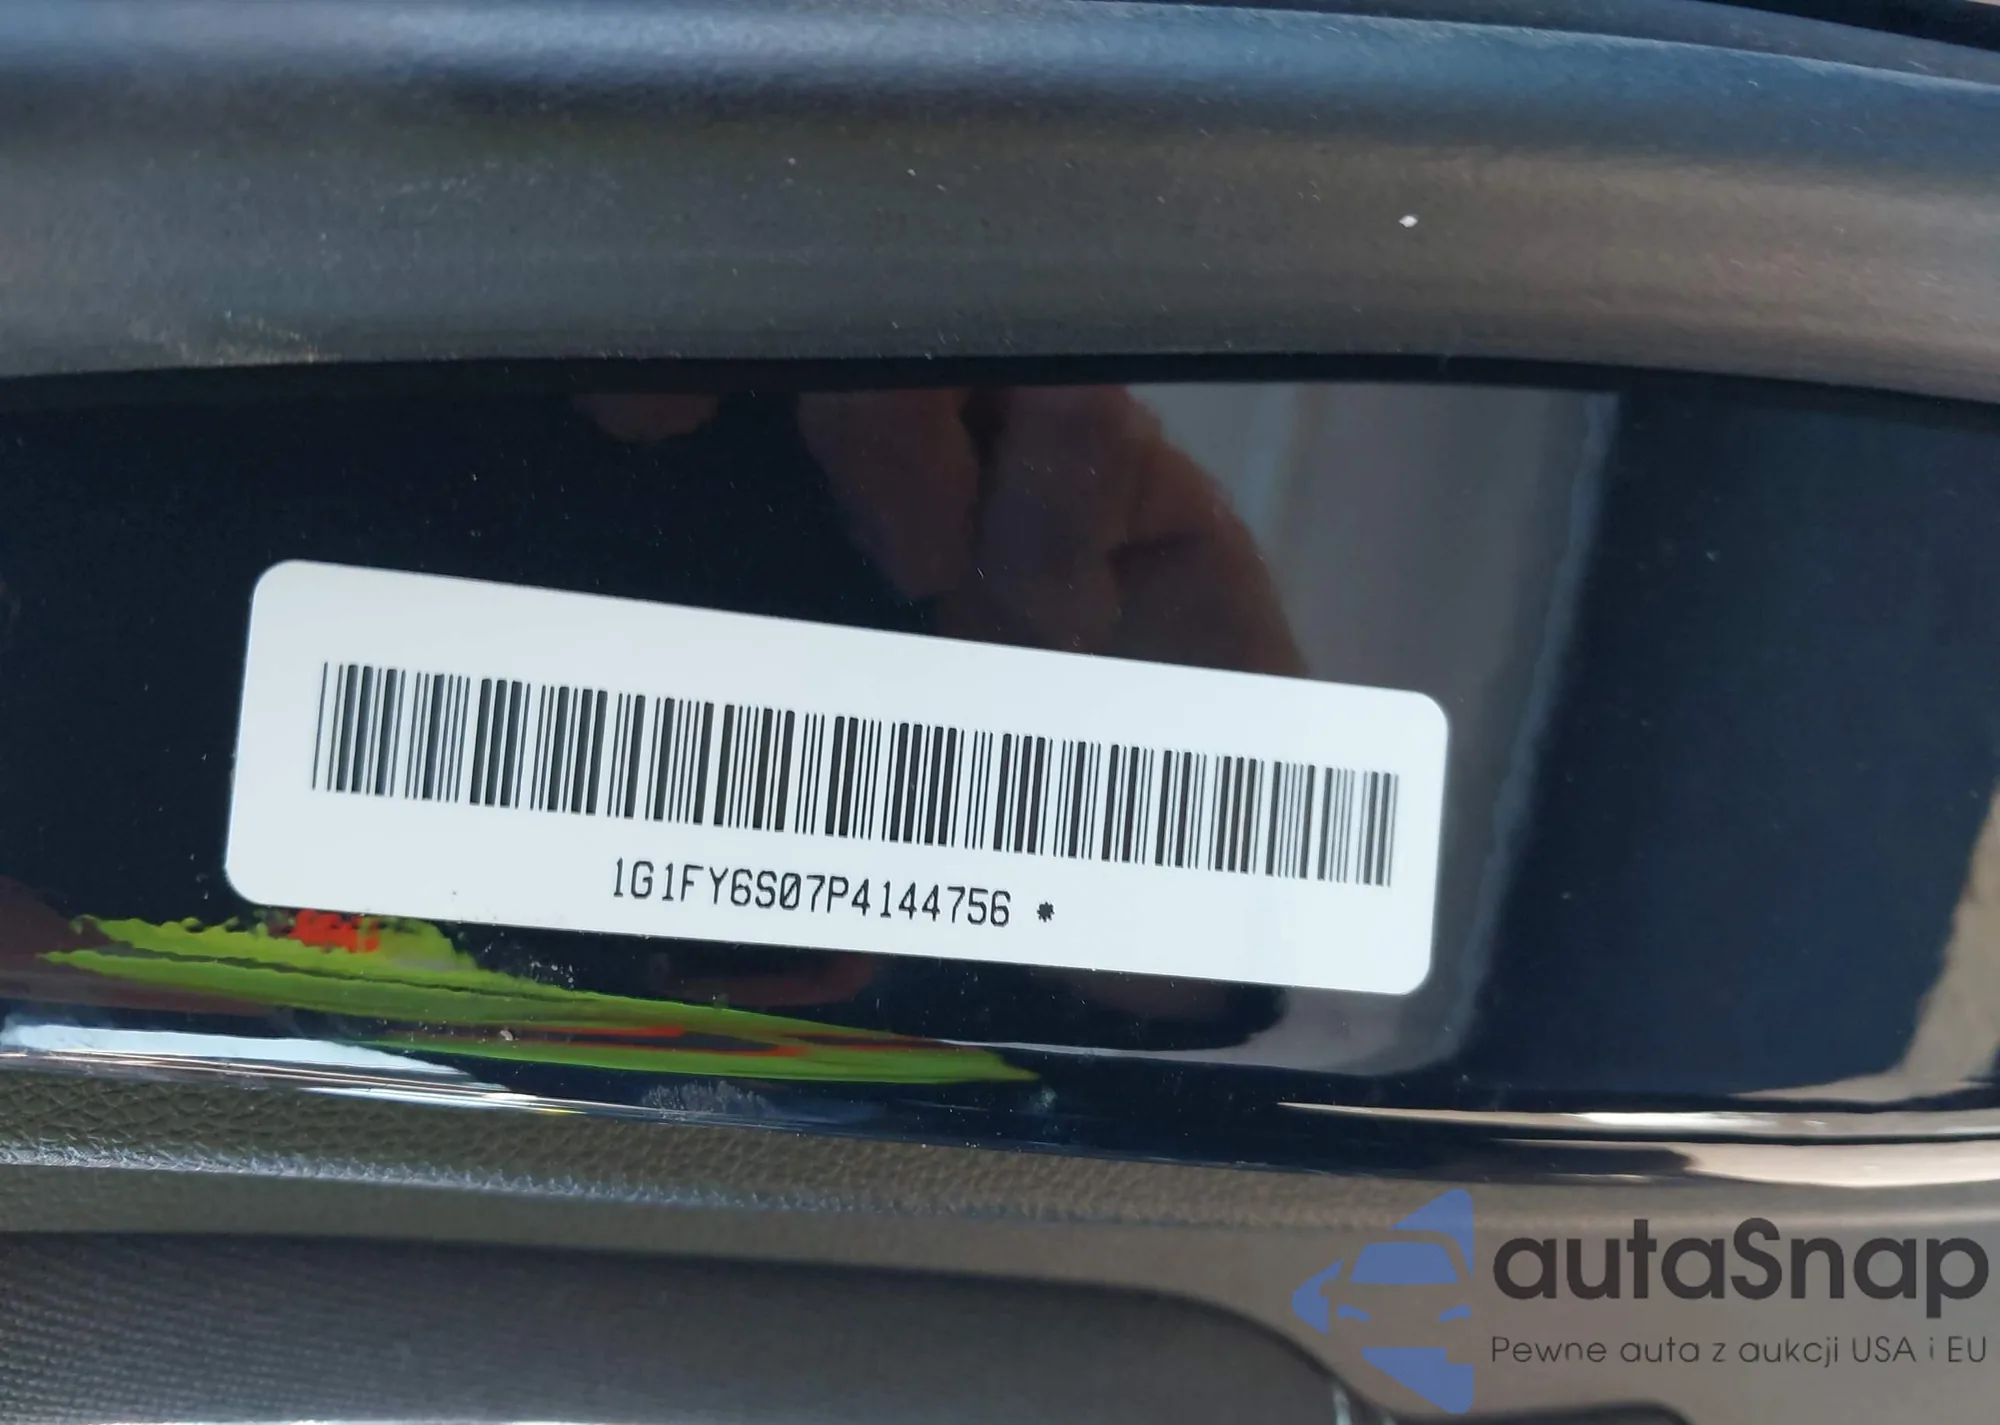 1G1FY6S07P4144756 *
autaSnap
Pewne auta z aukcji USA i EU